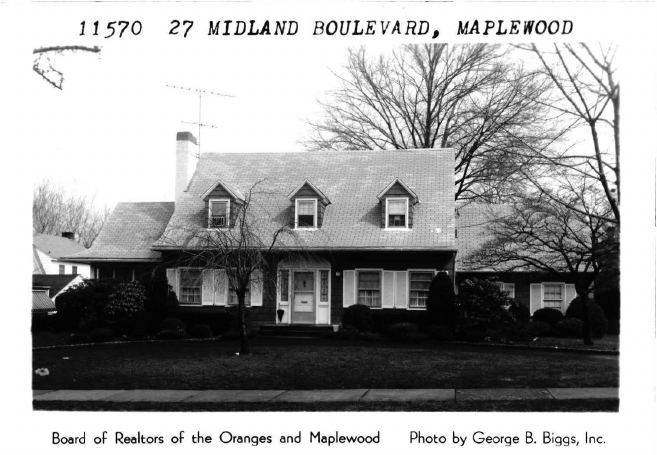 11570 27 MIDLAND BOULEVARD, MAPLEWOOD
Board of Realtors of the Oranges and Maplewood Photo by George B. Biggs, Inc.